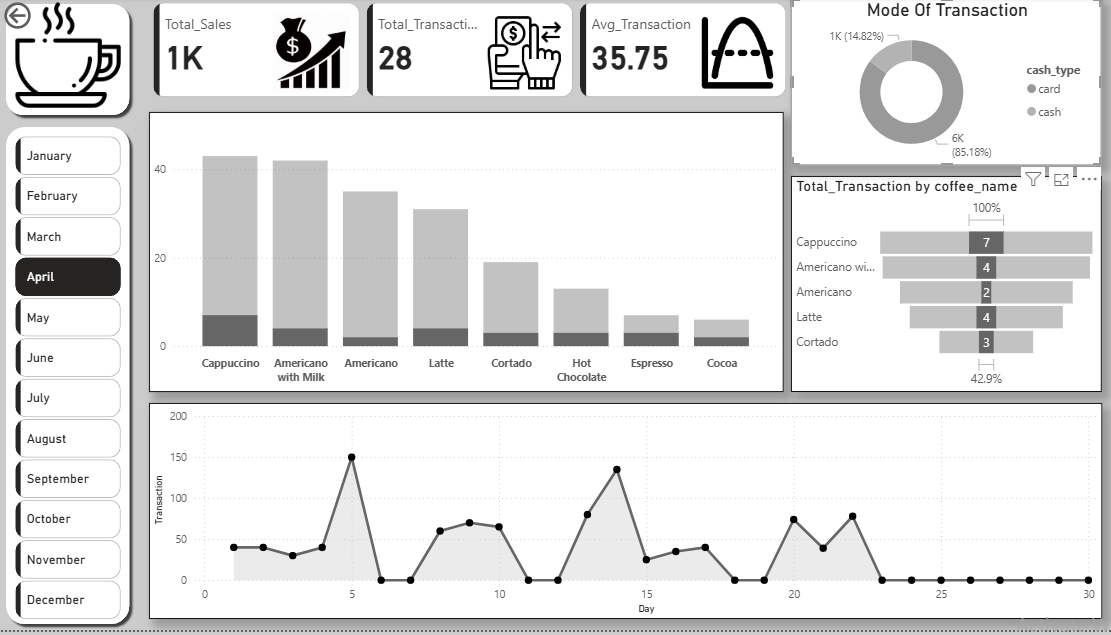 Total_Sales
1K
Total_Transacti...
28
Avg_Transaction
35.75
Mode Of Transaction
1K (14.82%)
6K
(85.18%)
cash_type
card
cash
January
February
March
April
May
June
July
August
September
October
November
December
40
20
0
Cappuccino
Americano
with Milk
Americano
Latte
Cortado
Hot
Chocolate
Espresso
Cocoa
Total_Transaction by coffee_name
100%
Cappuccino 7
Americano wi... 4
Americano 2
Latte 4
Cortado 3
42.9%
200
150
100
50
0
Transaction
0 5 10 15 20 25 30
Day